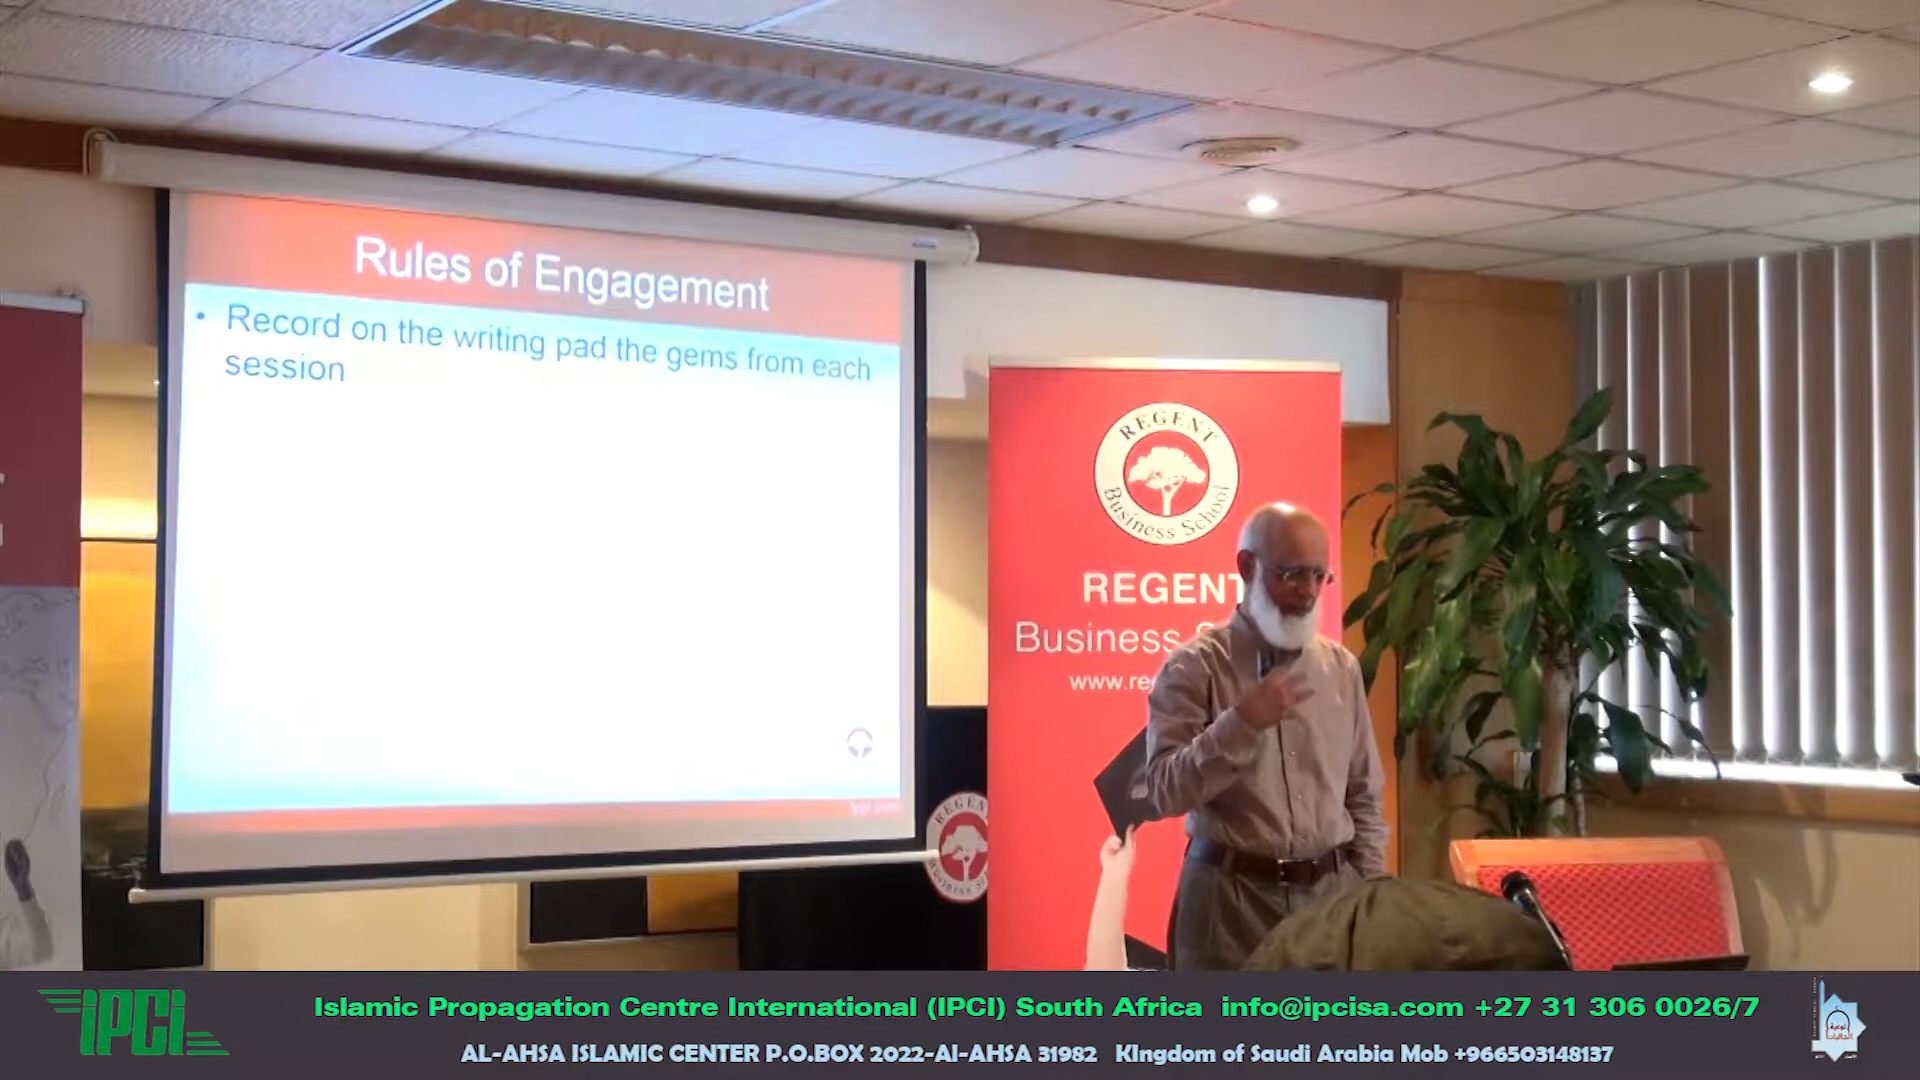 Rules of Engagement
• Record on the writing pad the gems from each
session
REGENT
Business School
REGENT
Business
www.re
REGENT
iPCi
Islamic Propagation Centre International (IPCI) South Africa info@ipcisa.com +27 31 306 0026/7
AL-AHSA ISLAMIC CENTER P.O.BOX 2022-Al-AHSA 31982 KIngdom of Saudi Arabia Mob +966503148137